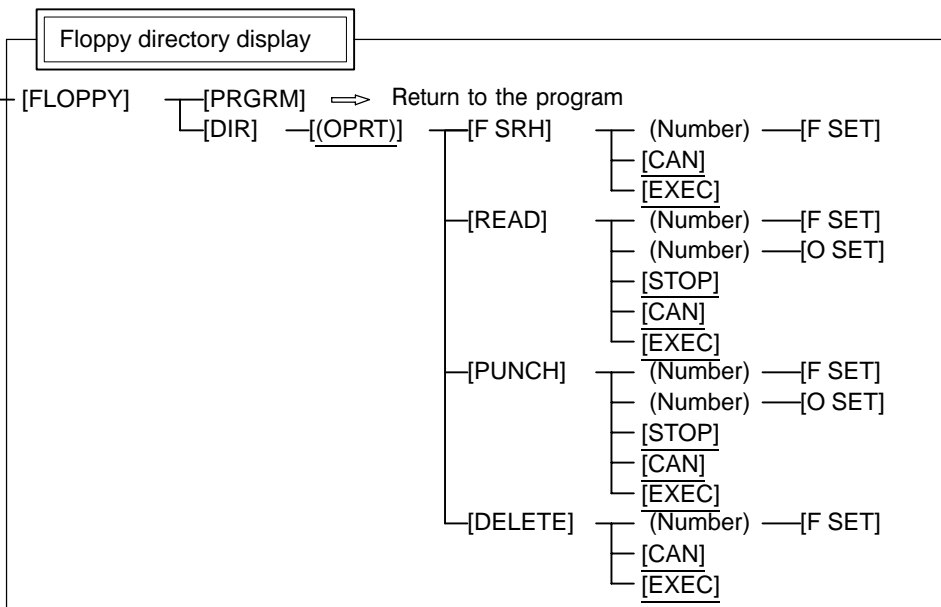 Floppy directory display
[FLOPPY] [PRGRM] Return to the program
[DIR] [(OPRT)] [F SRH] (Number) [F SET]
[CAN]
[EXEC]
[READ] (Number) [F SET]
(Number) [O SET]
[STOP]
[CAN]
[EXEC]
[PUNCH] (Number) [F SET]
(Number) [O SET]
[STOP]
[CAN]
[EXEC]
[DELETE] (Number) [F SET]
[CAN]
[EXEC]